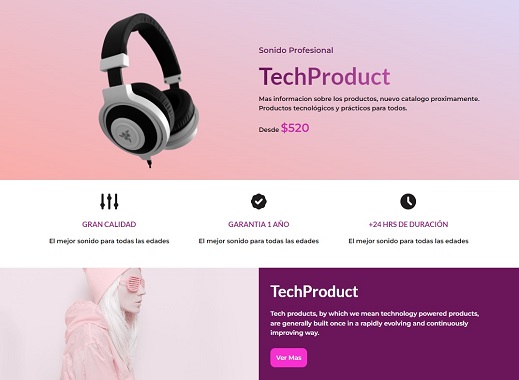 Sonido Profesional
TechProduct
Mas informacion sobre los productos, nuevo catalogo proximamente.
Productos tecnológicos y prácticos para todos.
Desde $520
GRAN CALIDAD
GARANTIA 1 AÑO
+24 HRS DE DURACIÓN
El mejor sonido para todas las edades
El mejor sonido para todas las edades
El mejor sonido para todas las edades
TechProduct
Tech products, by which we mean technology powered products,
are generally built once in a rapidly evolving and continuously
improving way.
Ver Mas